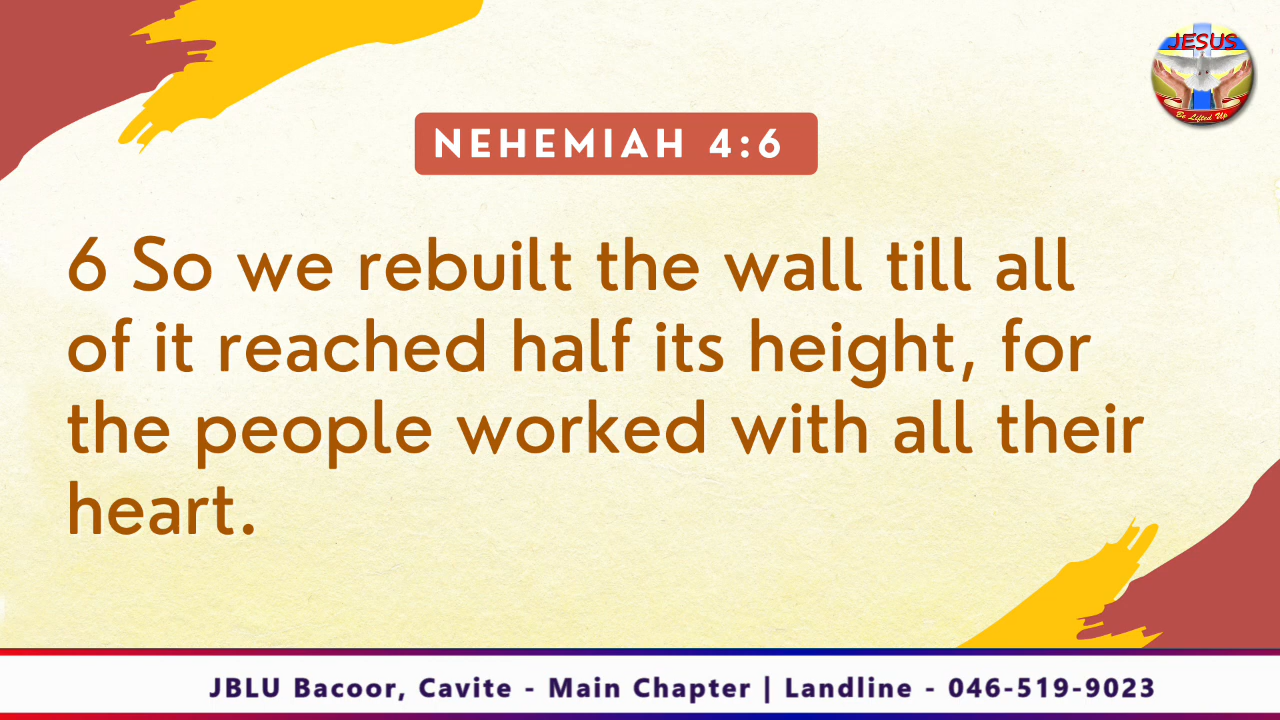 JESUS
Be Lifted Up
NEHEMIAH 4:6
6 So we rebuilt the wall till all
of it reached half its height, for
the people worked with all their
heart.
JBLU Bacoor, Cavite - Main Chapter | Landline - 046-519-9023